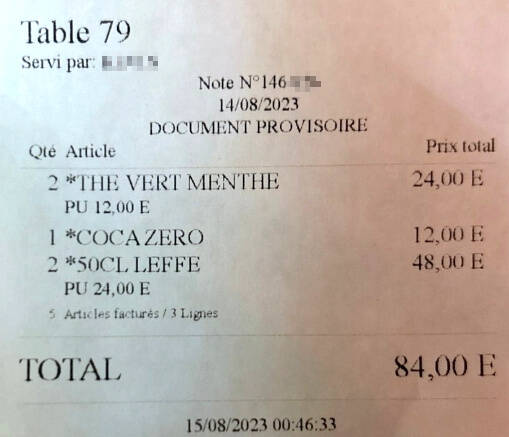 Table 79
Servi par:
Note N°146
14/08/2023
DOCUMENT PROVISOIRE
Qté Article Prix total
2 *THE VERT MENTHE 24,00 E
PU 12,00 E
1 *COCA ZERO 12,00 E
2 *50CL LEFFE 48,00 E
PU 24,00 E
5 Articles facturés / 3 Lignes
TOTAL 84,00 E
15/08/2023 00:46:33